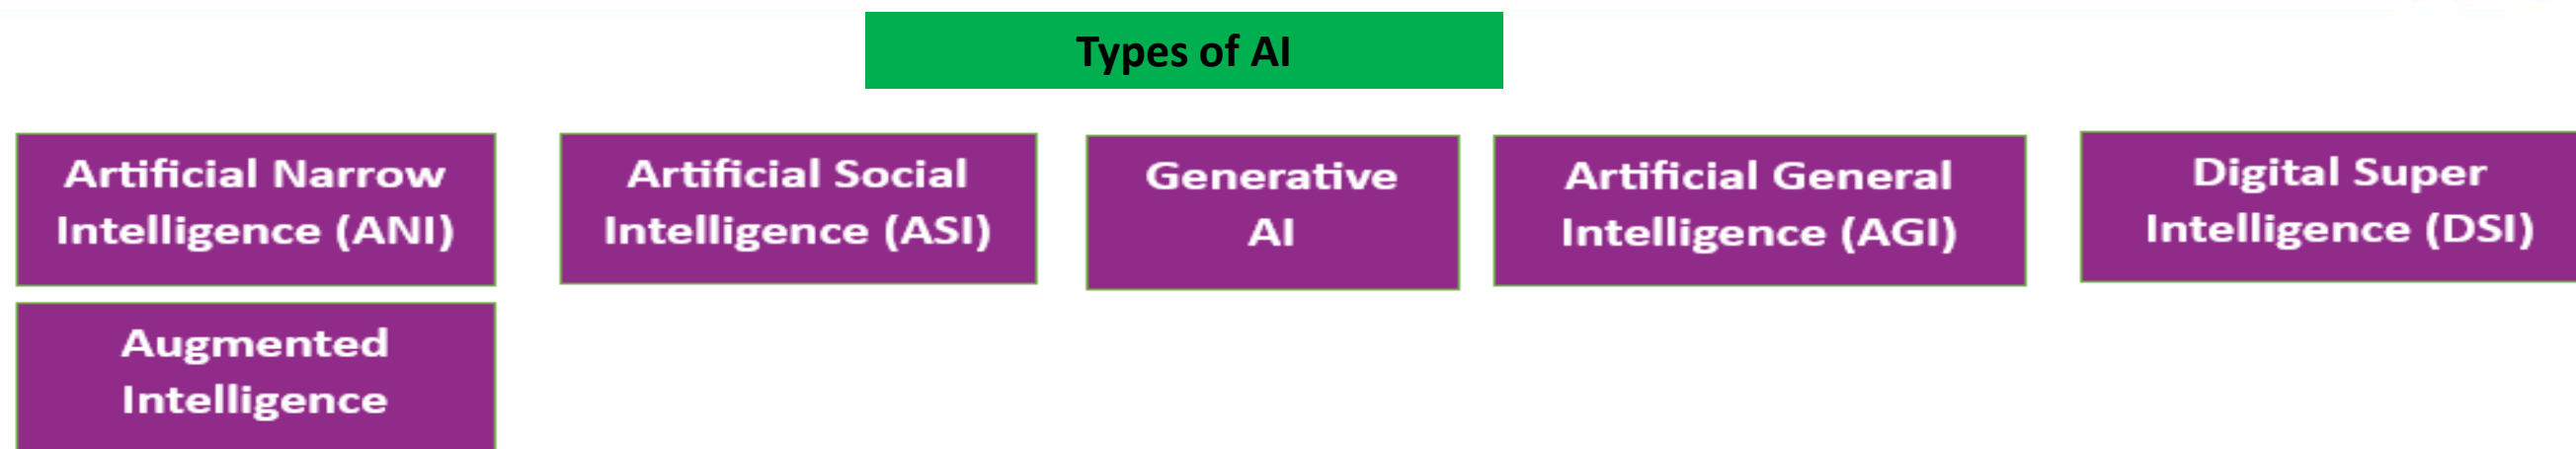 Types of AI
Artificial Narrow
Intelligence (ANI)
Artificial Social
Intelligence (ASI)
Generative
AI
Artificial General
Intelligence (AGI)
Digital Super
Intelligence (DSI)
Augmented
Intelligence